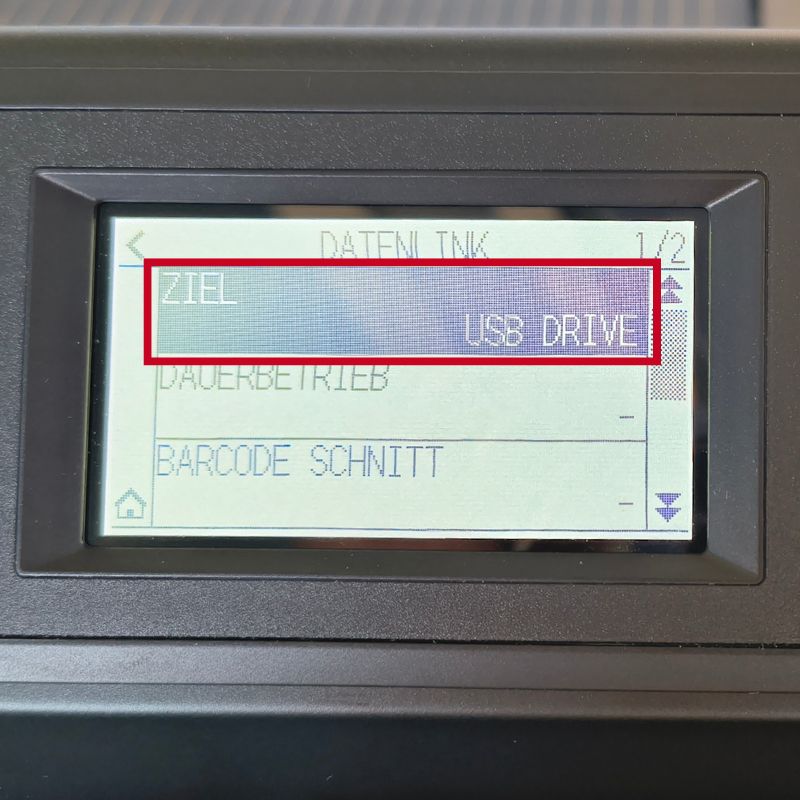 DATENLINK 1/2
ZIEL
USB DRIVE
DAUERBETRIEB
–
BARCODE SCHNITT
–